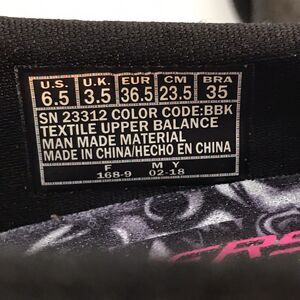 U.S. U.K. EUR CM BRA
6.5 3.5 36.5 23.5 35
SN 23312 COLOR CODE:BBK
TEXTILE UPPER BALANCE
MAN MADE MATERIAL
MADE IN CHINA/HECHO EN CHINA
F M Y
168-9 02-18